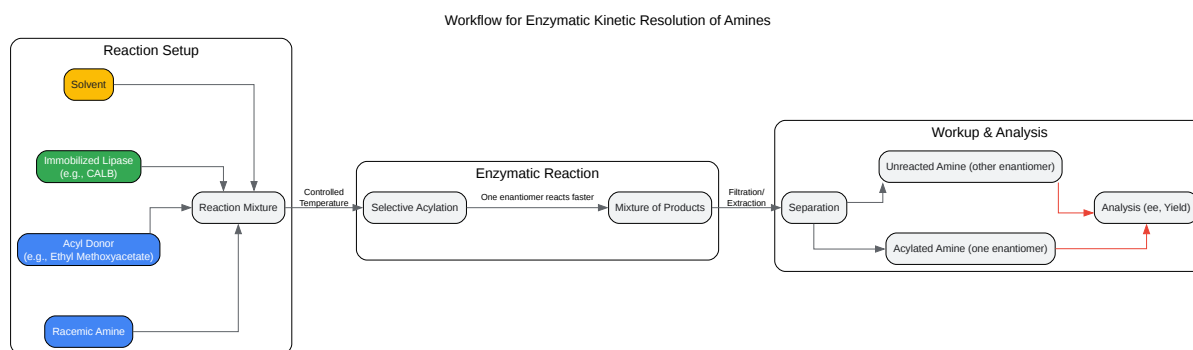 Workflow for Enzymatic Kinetic Resolution of Amines
Reaction Setup
Solvent
Immobilized Lipase
(e.g., CALB)
Acyl Donor
(e.g., Ethyl Methoxyacetate)
Racemic Amine
Reaction Mixture
Controlled
Temperature
Enzymatic Reaction
Selective Acylation
One enantiomer reacts faster
Mixture of Products
Filtration/
Extraction
Workup & Analysis
Separation
Unreacted Amine (other enantiomer)
Acylated Amine (one enantiomer)
Analysis (ee, Yield)